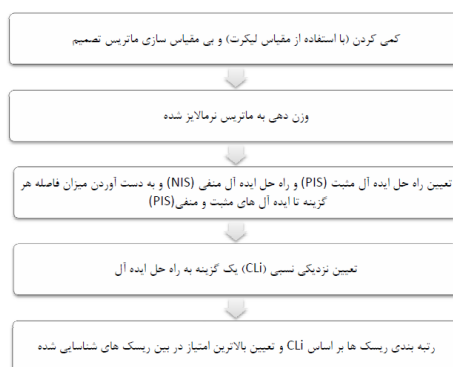 کمی کردن (با استفاده از مقیاس لیکرت) و بی مقیاس سازی ماتریس تصمیم
وزن دهی به ماتریس نرمالایز شده
تعیین راه حل ایده آل مثبت (PIS) و راه حل ایده آل منفی (NIS) و به دست آوردن میزان فاصله هر
گزینه تا ایده آل های مثبت و منفی(PIS)
تعیین نزدیکی نسبی (CLi) یک گزینه به راه حل ایده آل
رتبه بندی ریسک ها بر اساس CLi و تعیین بالاترین امتیاز در بین ریسک های شناسایی شده